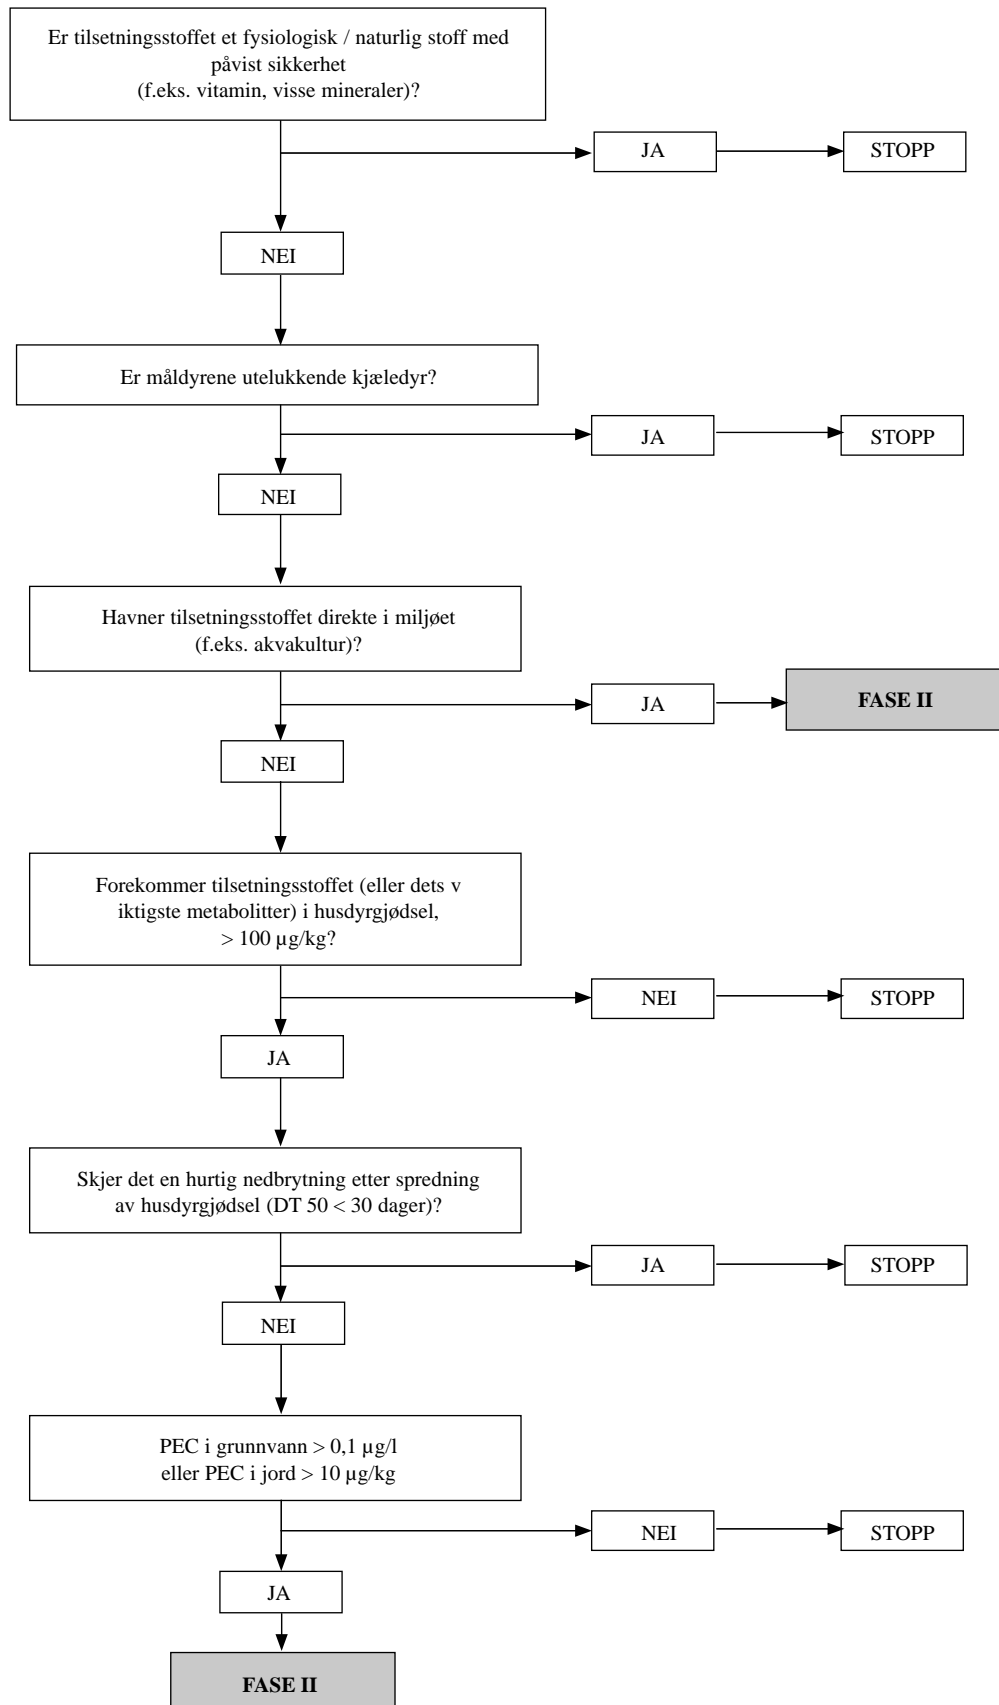 Er tilsetningsstoffet et fysiologisk / naturlig stoff med
påvist sikkerhet
(f.eks. vitamin, visse mineraler)?
JA
STOPP
NEI
Er måldyrene utelukkende kjæledyr?
JA
STOPP
NEI
Havner tilsetningsstoffet direkte i miljøet
(f.eks. akvakultur)?
JA
FASE II
NEI
Forekommer tilsetningsstoffet (eller dets v
iktigste metabolitter) i husdyrgjødsel,
> 100 µg/kg?
NEI
STOPP
JA
Skjer det en hurtig nedbrytning etter spredning
av husdyrgjødsel (DT 50 < 30 dager)?
JA
STOPP
NEI
PEC i grunnvann > 0,1 µg/l
eller PEC i jord > 10 µg/kg
NEI
STOPP
JA
FASE II